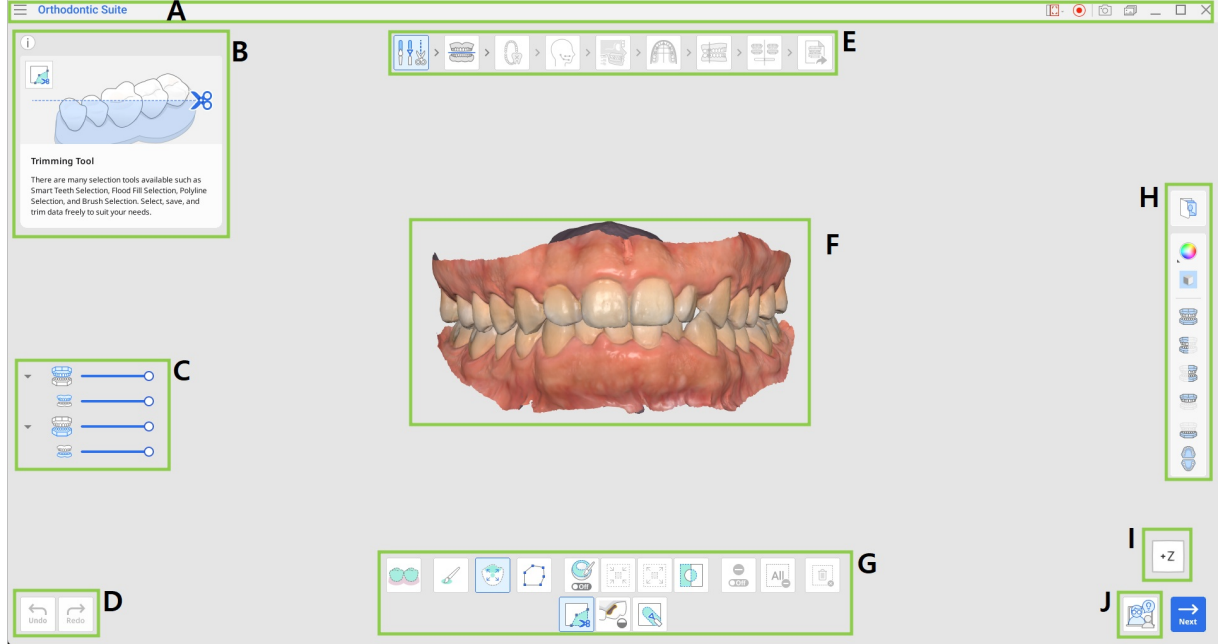 Orthodontic Suite
A
B
Trimming Tool
There are many selection tools available such as
Smart Teeth Selection, Flood Fill Selection, Polyline
Selection, and Brush Selection. Select, save, and
trim data freely to suit your needs.
E
H
F
C
I
+Z
G
Off
Off
All
D
Undo
Redo
J
Next